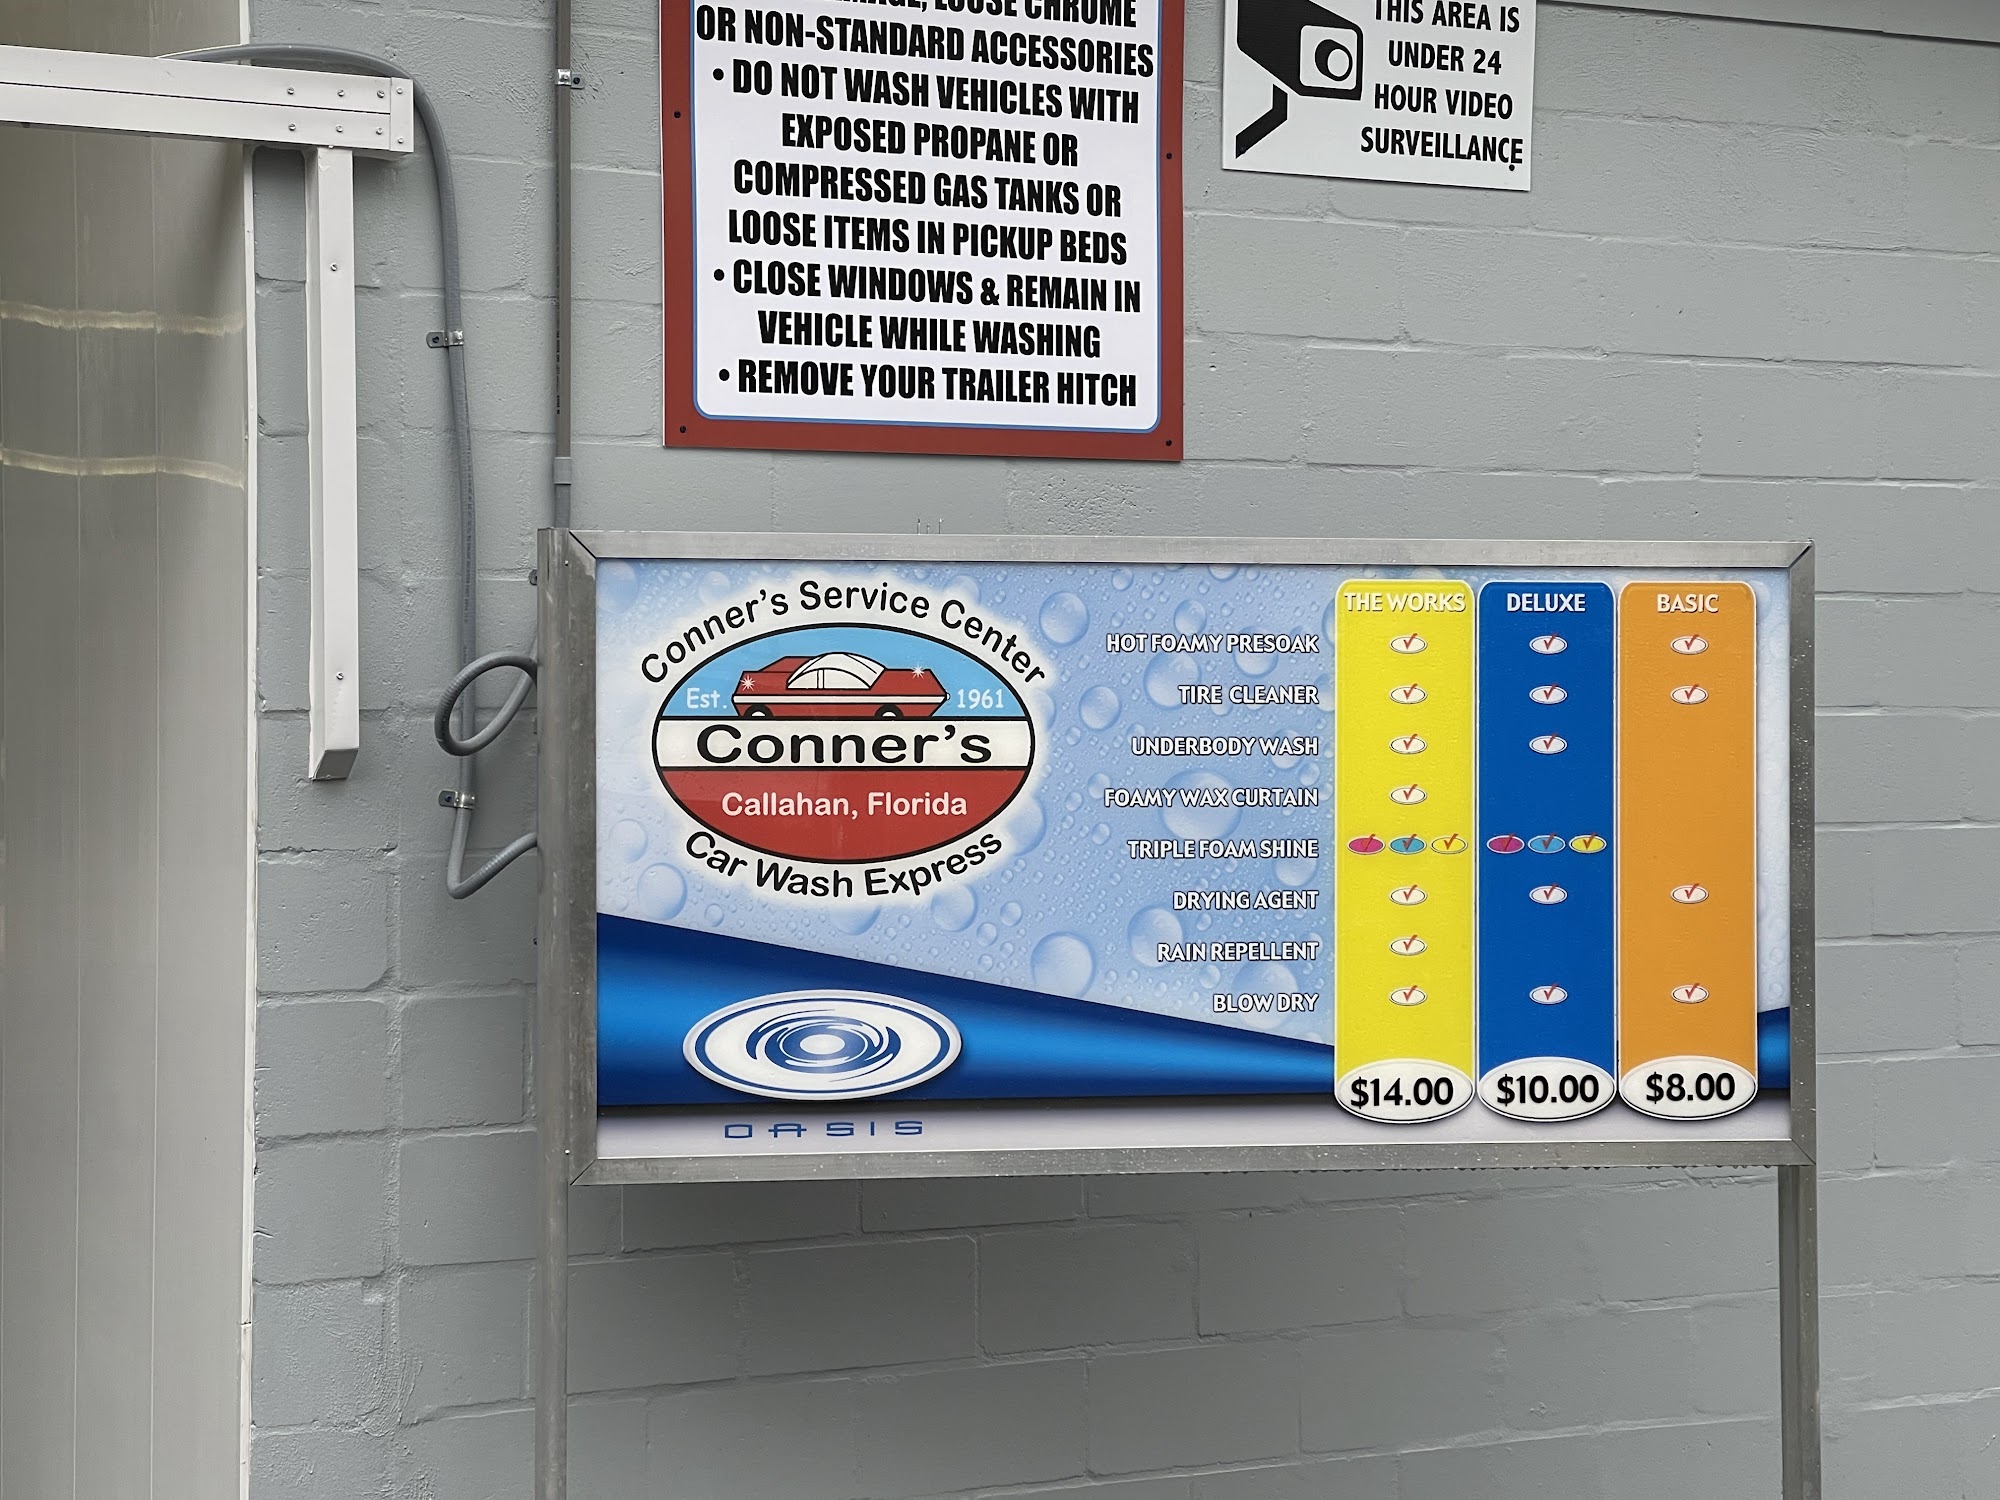 LOOSE CHROME
OR NON-STANDARD ACCESSORIES
• DO NOT WASH VEHICLES WITH
EXPOSED PROPANE OR
COMPRESSED GAS TANKS OR
LOOSE ITEMS IN PICKUP BEDS
• CLOSE WINDOWS & REMAIN IN
VEHICLE WHILE WASHING
• REMOVE YOUR TRAILER HITCH
THIS AREA IS
UNDER 24
HOUR VIDEO
SURVEILLANCE
Conner's Service Center
Est. 1961
Conner's
Callahan, Florida
Car Wash Express
OASIS
THE WORKS DELUXE BASIC
HOT FOAMY PRESOAK
TIRE CLEANER
UNDERBODY WASH
FOAMY WAX CURTAIN
TRIPLE FOAM SHINE
DRYING AGENT
RAIN REPELLENT
BLOW DRY
$14.00 $10.00 $8.00